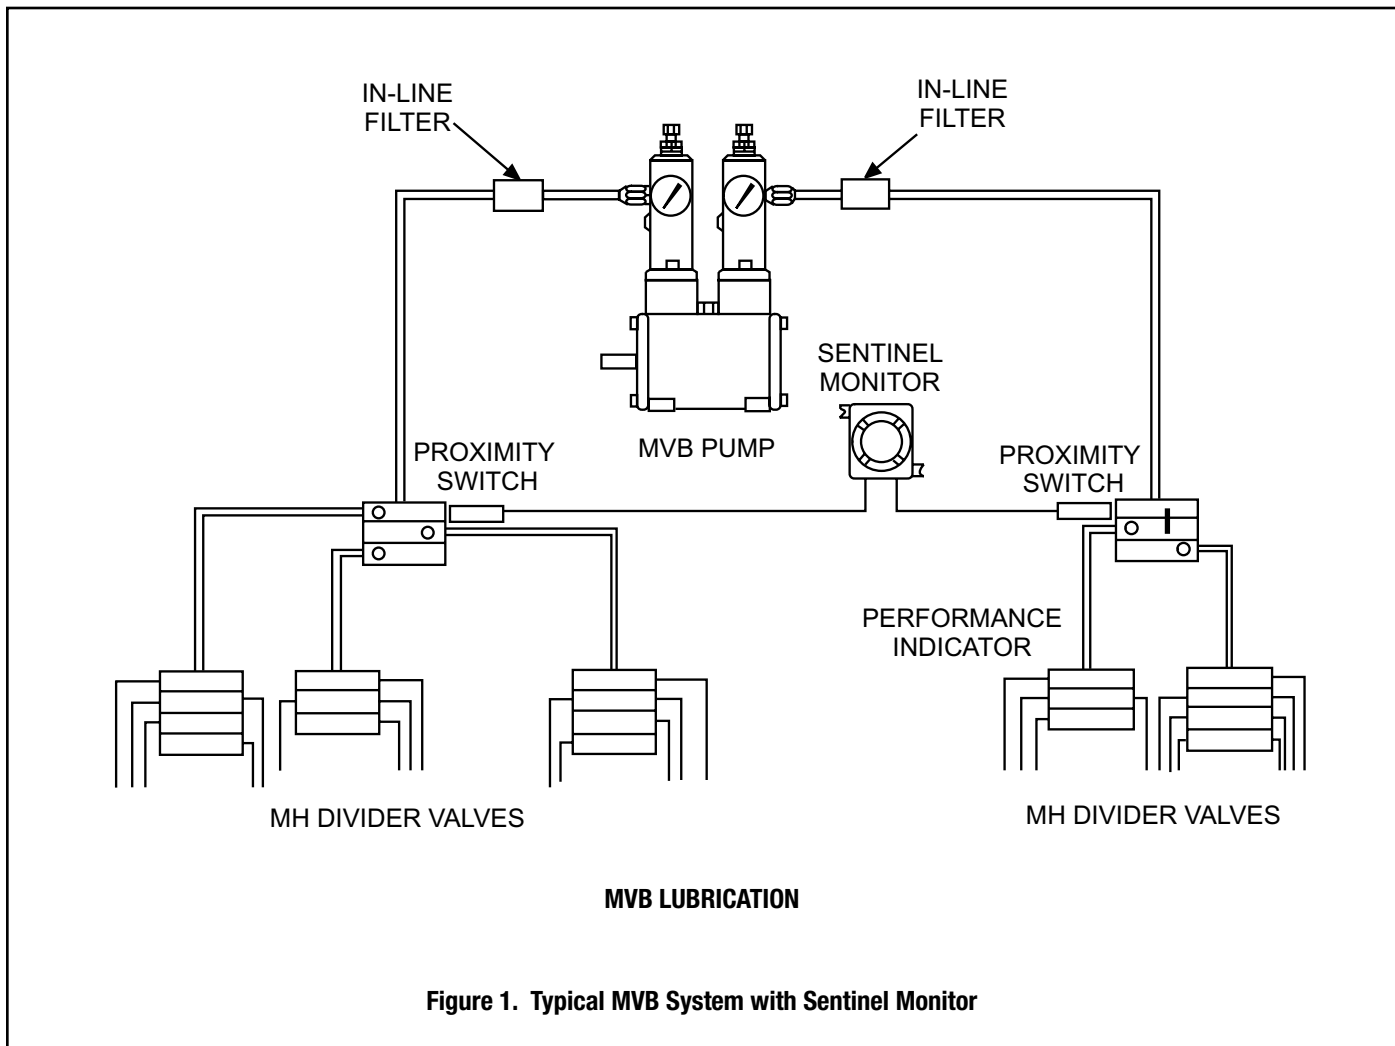 IN-LINE
FILTER
IN-LINE
FILTER
SENTINEL
MONITOR
MVB PUMP
PROXIMITY
SWITCH
PROXIMITY
SWITCH
PERFORMANCE
INDICATOR
MH DIVIDER VALVES
MH DIVIDER VALVES
MVB LUBRICATION
Figure 1. Typical MVB System with Sentinel Monitor